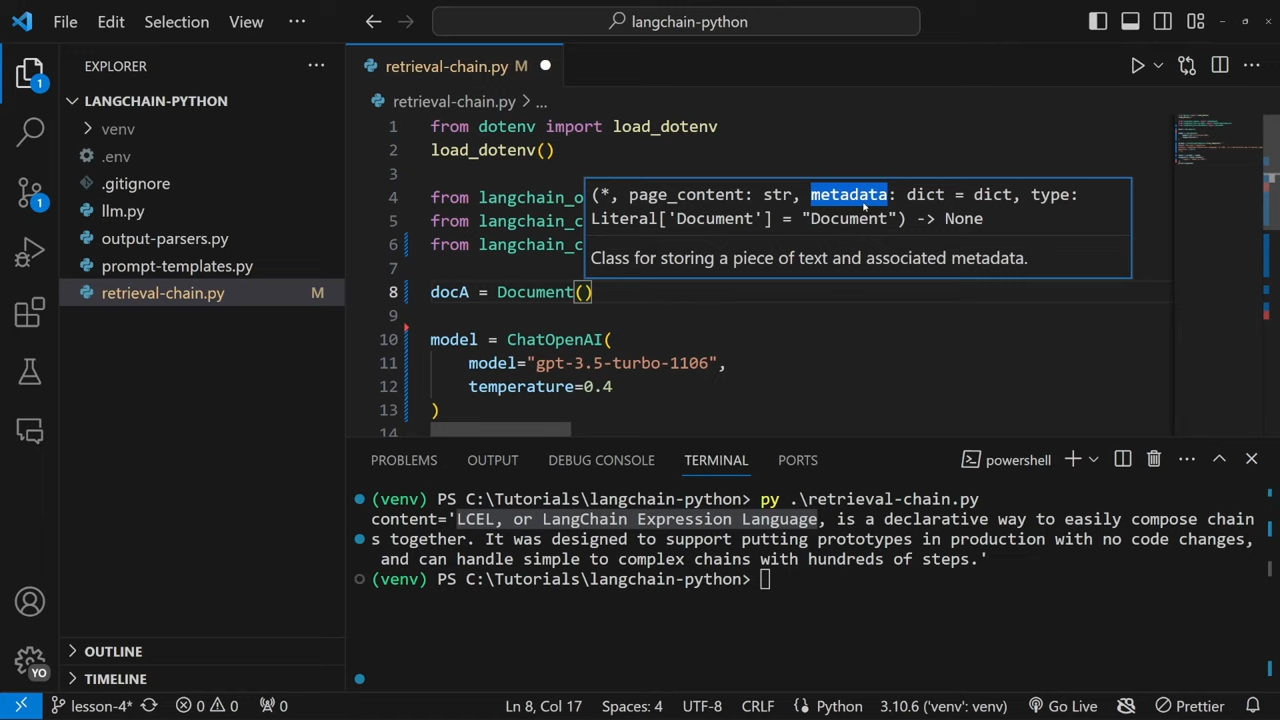 File Edit Selection View ··· langchain-python
EXPLORER ···
retrieval-chain.py M
LANGCHAIN-PYTHON
retrieval-chain.py > ...
venv
.env
.gitignore
llm.py
output-parsers.py
prompt-templates.py
retrieval-chain.py M
1 from dotenv import load_dotenv
2 load_dotenv()
3
4 from langchain_o
5 from langchain_c
6 from langchain_c
7
(*, page_content: str, metadata: dict = dict, type:
Literal['Document'] = "Document") -> None
Class for storing a piece of text and associated metadata.
8 docA = Document()
9
10 model = ChatOpenAI(
11 model="gpt-3.5-turbo-1106",
12 temperature=0.4
13 )
14
PROBLEMS OUTPUT DEBUG CONSOLE TERMINAL PORTS powershell
(venv) PS C:\Tutorials\langchain-python> py .\retrieval-chain.py
content='LCEL, or LangChain Expression Language, is a declarative way to easily compose chain
s together. It was designed to support putting prototypes in production with no code changes,
and can handle simple to complex chains with hundreds of steps.'
(venv) PS C:\Tutorials\langchain-python>
OUTLINE
TIMELINE
1
1
YO
lesson-4* 0 0 0 Ln 8, Col 17 Spaces: 4 UTF-8 CRLF Python 3.10.6 ('venv': venv) Go Live Prettier